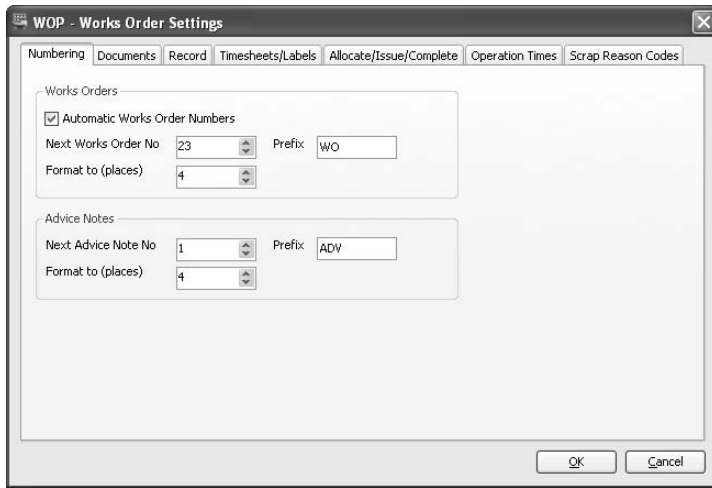 WOP - Works Order Settings
Numbering Documents Record Timesheets/Labels Allocate/Issue/Complete Operation Times Scrap Reason Codes
Works Orders
Automatic Works Order Numbers
Next Works Order No 23 Prefix WO
Format to (places) 4
Advice Notes
Next Advice Note No 1 Prefix ADV
Format to (places) 4
OK Cancel